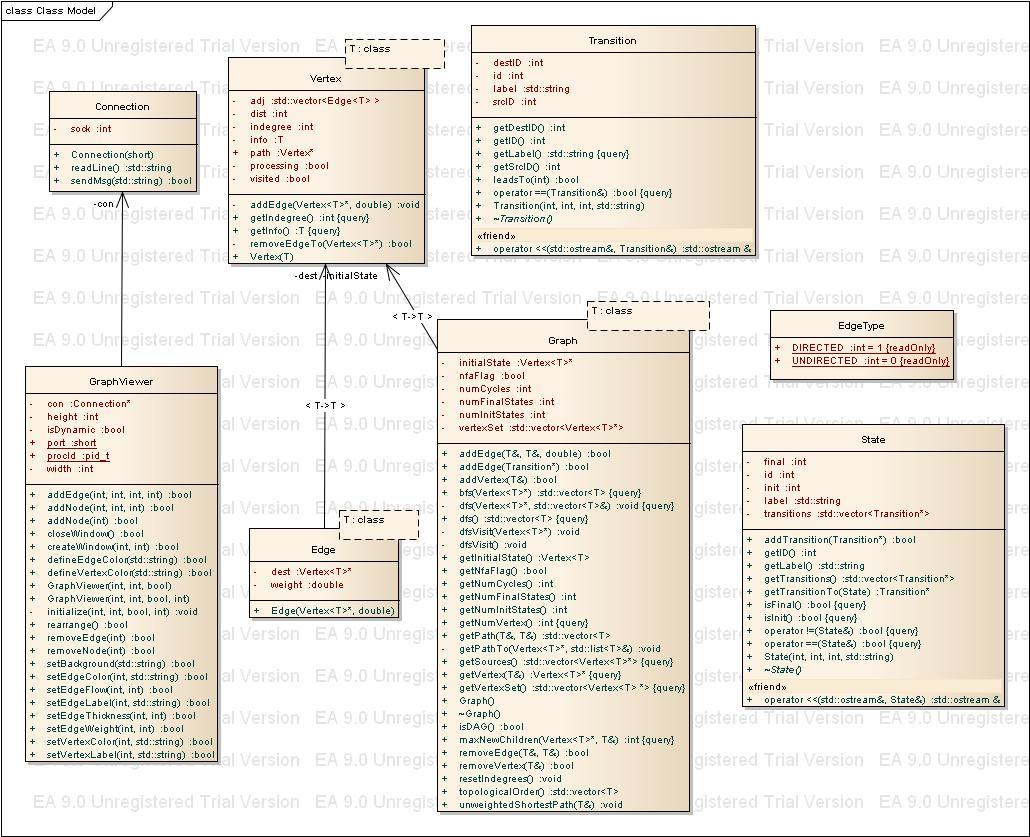 class Class Model
EA 9.0 Unregistered Trial Version
T : class
Vertex
- adj :std::vector<Edge<T> >
- dist :int
- indegree :int
- info :T
+ path :Vertex*
- processing :bool
- visited :bool
- addEdge(Vertex<T>*, double) :void
+ getIndegree() :int {query}
+ getInfo() :T {query}
- removeEdgeTo(Vertex<T>*) :bool
+ Vertex(T)
Transition
- destID :int
- id :int
- label :std::string
- srcID :int
+ getDestID() :int
+ getID() :int
+ getLabel() :std::string {query}
+ getSrcID() :int
+ leadsTo(int) :bool
+ operator ==(Transition&) :bool {query}
+ Transition(int, int, int, std::string)
+ ~Transition()
«friend»
+ operator <<(std::ostream&, Transition&) :std::ostream &
Connection
- sock :int
+ Connection(short)
+ readLine() :std::string
+ sendMsg(std::string) :bool
-con
-dest
-initialState
< T->T >
< T->T >
GraphViewer
- con :Connection*
- height :int
- isDynamic :bool
+ port :short
+ procId :pid_t
- width :int
+ addEdge(int, int, int, int) :bool
+ addNode(int, int, int) :bool
+ addNode(int) :bool
+ closeWindow() :bool
+ createWindow(int, int) :bool
+ defineEdgeColor(std::string) :bool
+ defineVertexColor(std::string) :bool
+ GraphViewer(int, int, bool)
+ GraphViewer(int, int, bool, int)
- initialize(int, int, bool, int) :void
+ rearrange() :bool
+ removeEdge(int) :bool
+ removeNode(int) :bool
+ setBackground(std::string) :bool
+ setEdgeColor(int, std::string) :bool
+ setEdgeFlow(int, int) :bool
+ setEdgeLabel(int, std::string) :bool
+ setEdgeThickness(int, int) :bool
+ setEdgeWeight(int, int) :bool
+ setVertexColor(int, std::string) :bool
+ setVertexLabel(int, std::string) :bool
T : class
Edge
- dest :Vertex<T>*
- weight :double
+ Edge(Vertex<T>*, double)
T : class
Graph
- initialState :Vertex<T>*
- nfaFlag :bool
- numCycles :int
- numFinalStates :int
- numInitStates :int
- vertexSet :std::vector<Vertex<T>*>
+ addEdge(T&, T&, double) :bool
+ addEdge(Transition*) :bool
+ addVertex(T&) :bool
+ bfs(Vertex<T>*) :std::vector<T> {query}
- dfs(Vertex<T>*, std::vector<T>&) :void {query}
+ dfs() :std::vector<T> {query}
- dfsVisit(Vertex<T>*) :void
- dfsVisit() :void
+ getInitialState() :Vertex<T>
+ getNfaFlag() :bool
+ getNumCycles() :int
+ getNumFinalStates() :int
+ getNumInitStates() :int
+ getNumVertex() :int {query}
+ getPath(T&, T&) :std::vector<T>
- getPathTo(Vertex<T>*, std::list<T>&) :void
+ getSources() :std::vector<Vertex<T>*> {query}
+ getVertex(T&) :Vertex<T>* {query}
+ getVertexSet() :std::vector<Vertex<T> *> {query}
+ Graph()
+ ~Graph()
+ isDAG() :bool
+ maxNewChildren(Vertex<T>*, T&) :int {query}
+ removeEdge(T&, T&) :bool
+ removeVertex(T&) :bool
+ resetIndegrees() :void
+ topologicalOrder() :std::vector<T>
+ unweightedShortestPath(T&) :void
EdgeType
+ DIRECTED :int = 1 {readOnly}
+ UNDIRECTED :int = 0 {readOnly}
State
- final :int
- id :int
- init :int
- label :std::string
- transitions :std::vector<Transition*>
+ addTransition(Transition*) :bool
+ getID() :int
+ getLabel() :std::string
+ getTransitions() :std::vector<Transition*>
+ getTransitionTo(State) :Transition*
+ isFinal() :bool {query}
+ isInit() :bool {query}
+ operator !=(State&) :bool {query}
+ operator ==(State&) :bool {query}
+ State(int, int, int, std::string)
+ ~State()
«friend»
+ operator <<(std::ostream&, State&) :std::ostream &